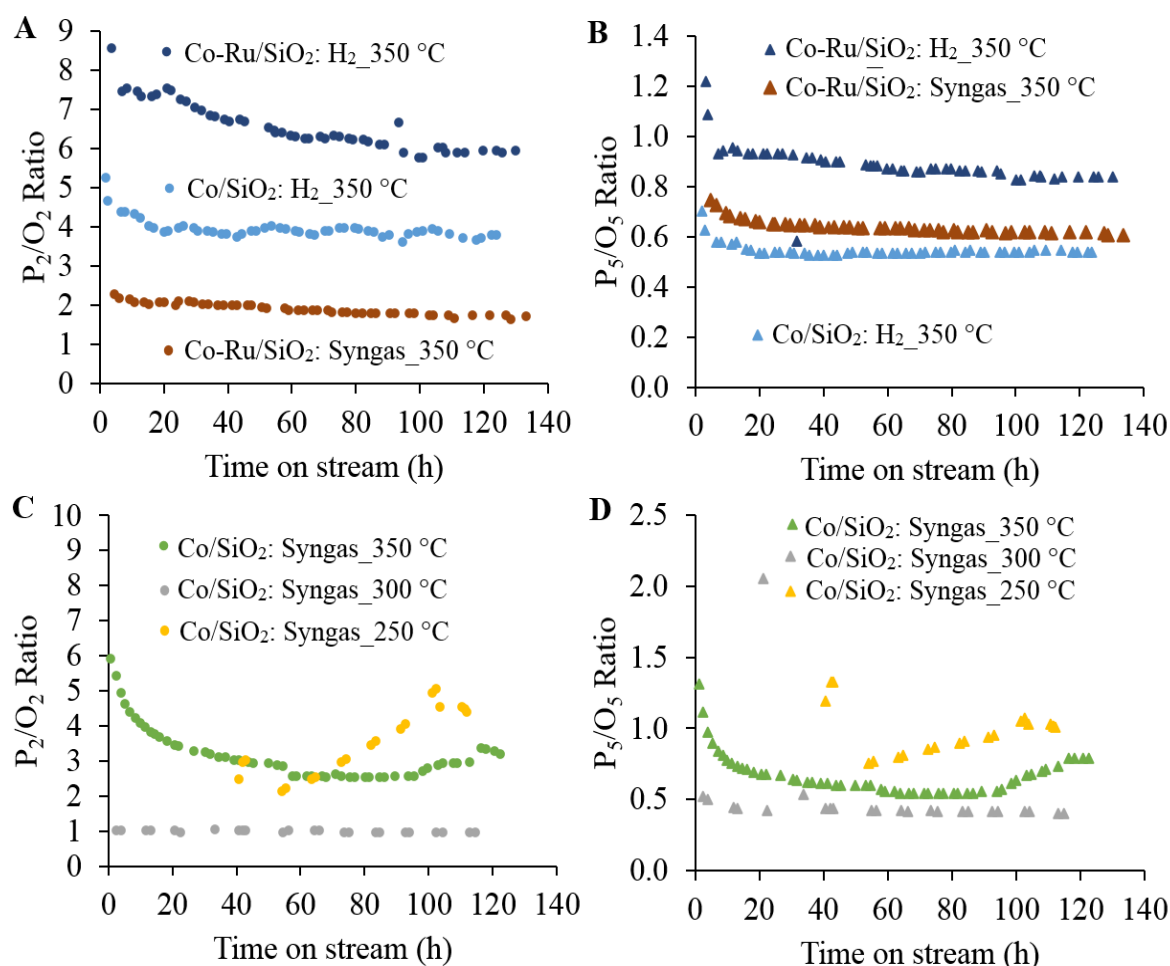 A
P₂/O₂ Ratio
9
8
7
6
5
4
3
2
1
0
Co-Ru/SiO₂: H₂_350 °C
Co/SiO₂: H₂_350 °C
Co-Ru/SiO₂: Syngas_350 °C
0 20 40 60 80 100 120 140
Time on stream (h)
B
P₅/O₅ Ratio
1.4
1.2
1.0
0.8
0.6
0.4
0.2
0.0
Co-Ru/SiO₂: H₂_350 °C
Co-Ru/SiO₂: Syngas_350 °C
Co/SiO₂: H₂_350 °C
0 20 40 60 80 100 120 140
Time on stream (h)
C
P₂/O₂ Ratio
10
9
8
7
6
5
4
3
2
1
0
Co/SiO₂: Syngas_350 °C
Co/SiO₂: Syngas_300 °C
Co/SiO₂: Syngas_250 °C
0 20 40 60 80 100 120 140
Time on stream (h)
D
P₅/O₅ Ratio
2.5
2.0
1.5
1.0
0.5
0.0
Co/SiO₂: Syngas_350 °C
Co/SiO₂: Syngas_300 °C
Co/SiO₂: Syngas_250 °C
0 20 40 60 80 100 120 140
Time on stream (h)